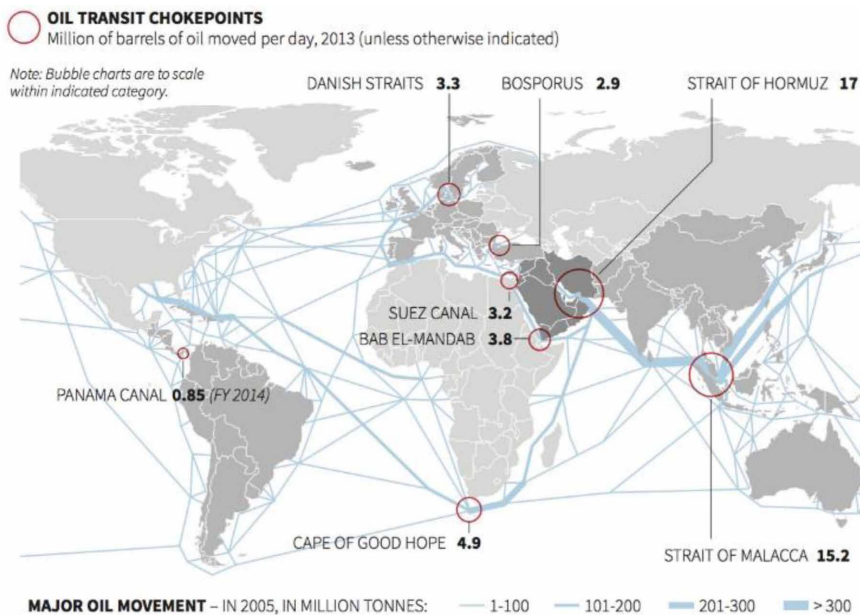 OIL TRANSIT CHOKEPOINTS
Million of barrels of oil moved per day, 2013 (unless otherwise indicated)
Note: Bubble charts are to scale
within indicated category.
DANISH STRAITS 3.3
BOSPORUS 2.9
STRAIT OF HORMUZ 17
SUEZ CANAL 3.2
BAB EL-MANDAB 3.8
PANAMA CANAL 0.85 (FY 2014)
CAPE OF GOOD HOPE 4.9
STRAIT OF MALACCA 15.2
MAJOR OIL MOVEMENT – IN 2005, IN MILLION TONNES: 1-100 101-200 201-300 > 300